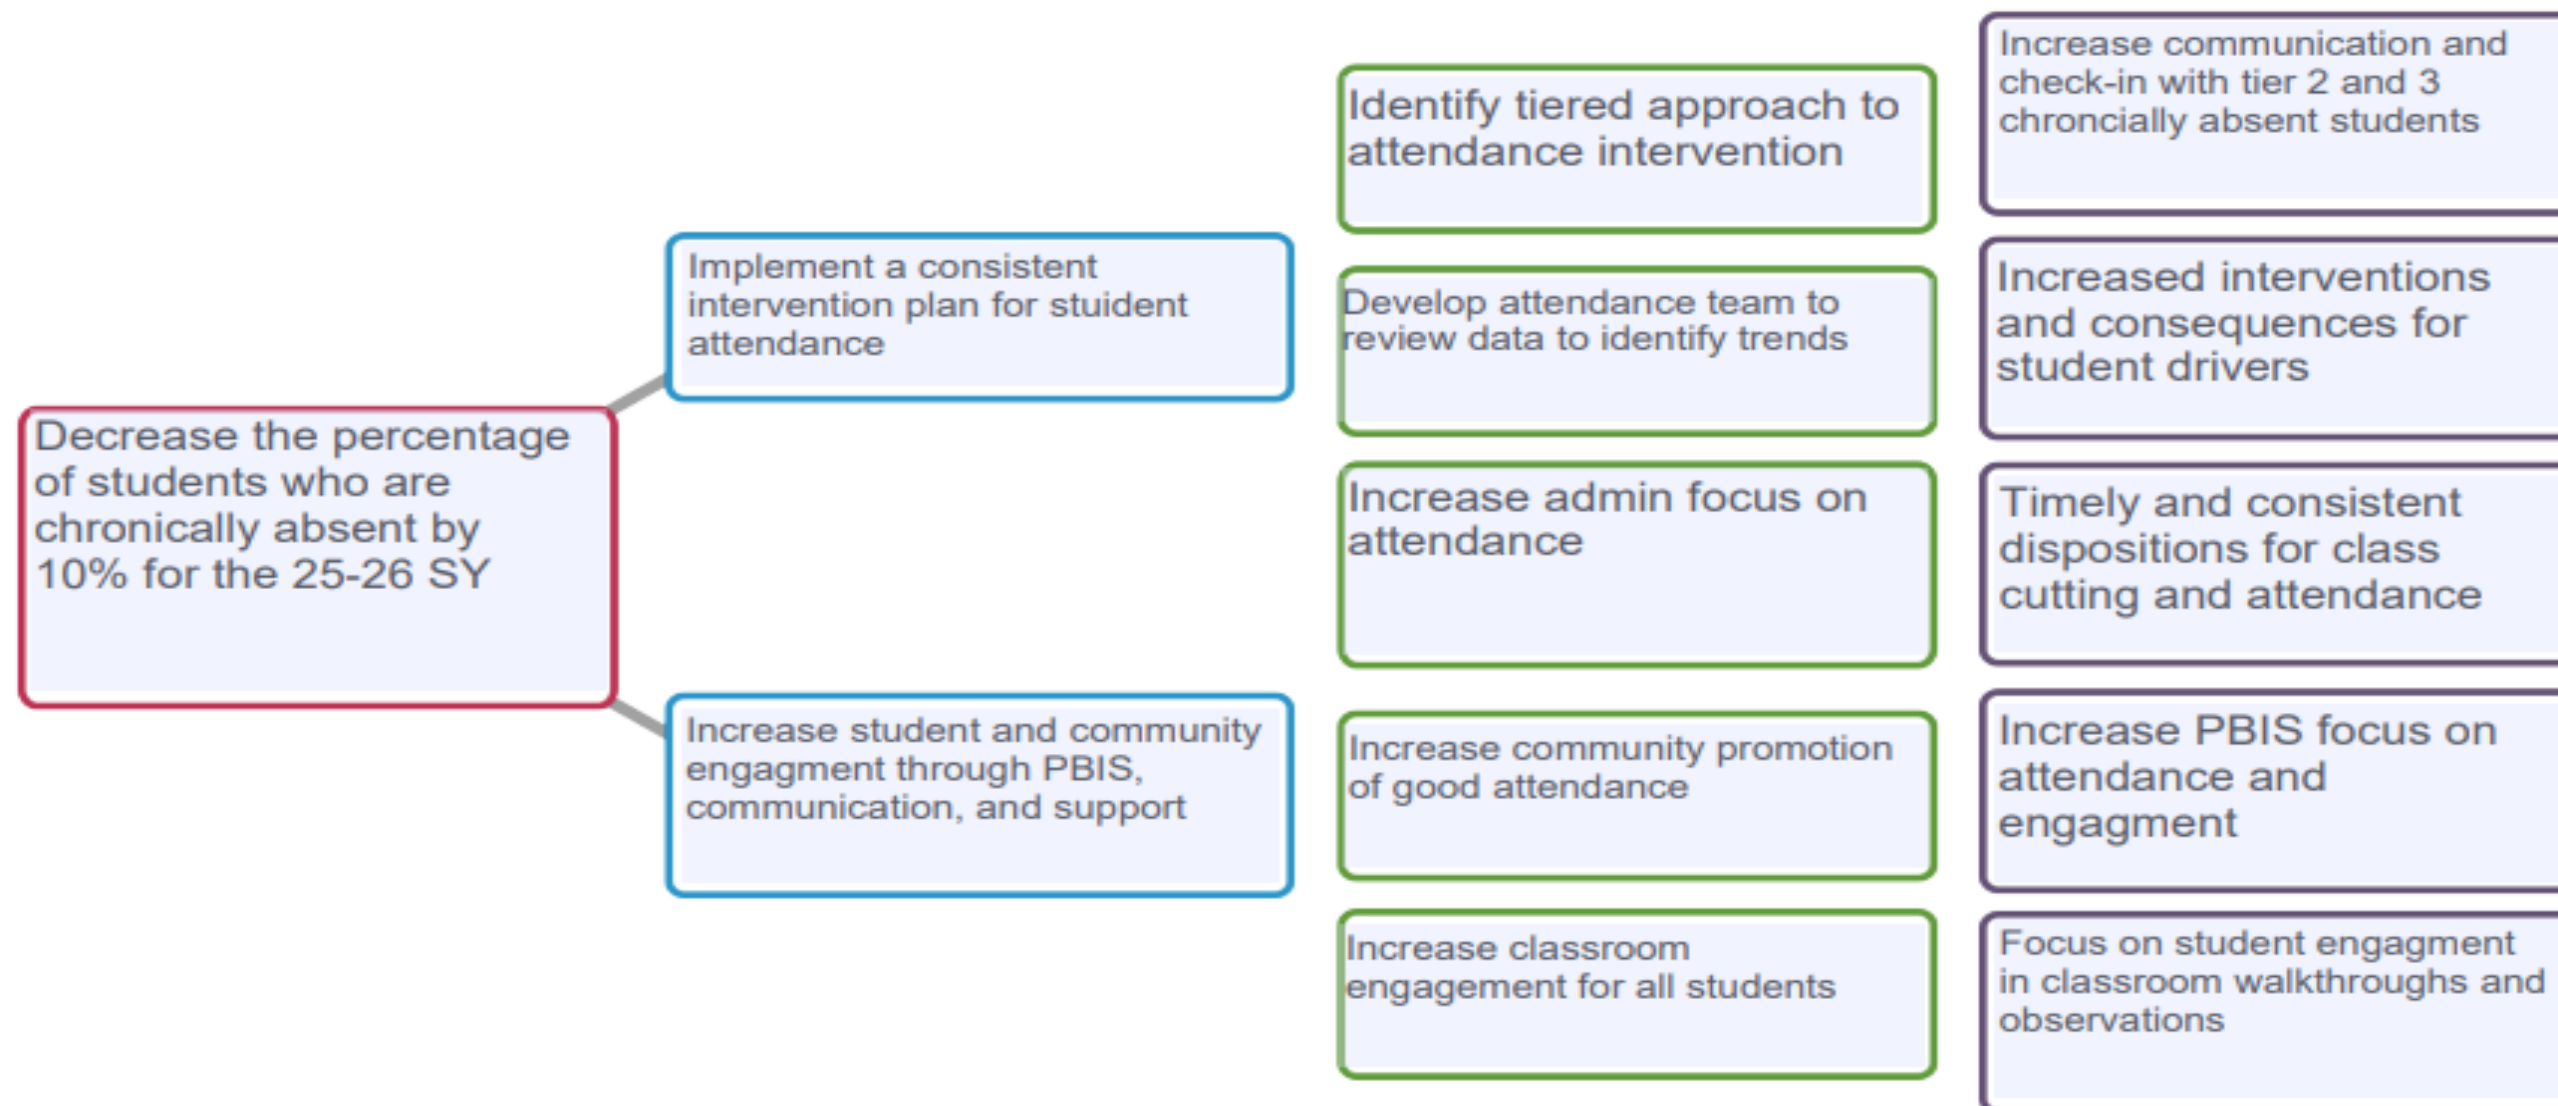 Decrease the percentage
of students who are
chronically absent by
10% for the 25-26 SY
Implement a consistent
intervention plan for stuident
attendance
Increase student and community
engagment through PBIS,
communication, and support
Identify tiered approach to
attendance intervention
Develop attendance team to
review data to identify trends
Increase admin focus on
attendance
Increase community promotion
of good attendance
Increase classroom
engagement for all students
Increase communication and
check-in with tier 2 and 3
chroncially absent students
Increased interventions
and consequences for
student drivers
Timely and consistent
dispositions for class
cutting and attendance
Increase PBIS focus on
attendance and
engagment
Focus on student engagment
in classroom walkthroughs and
observations